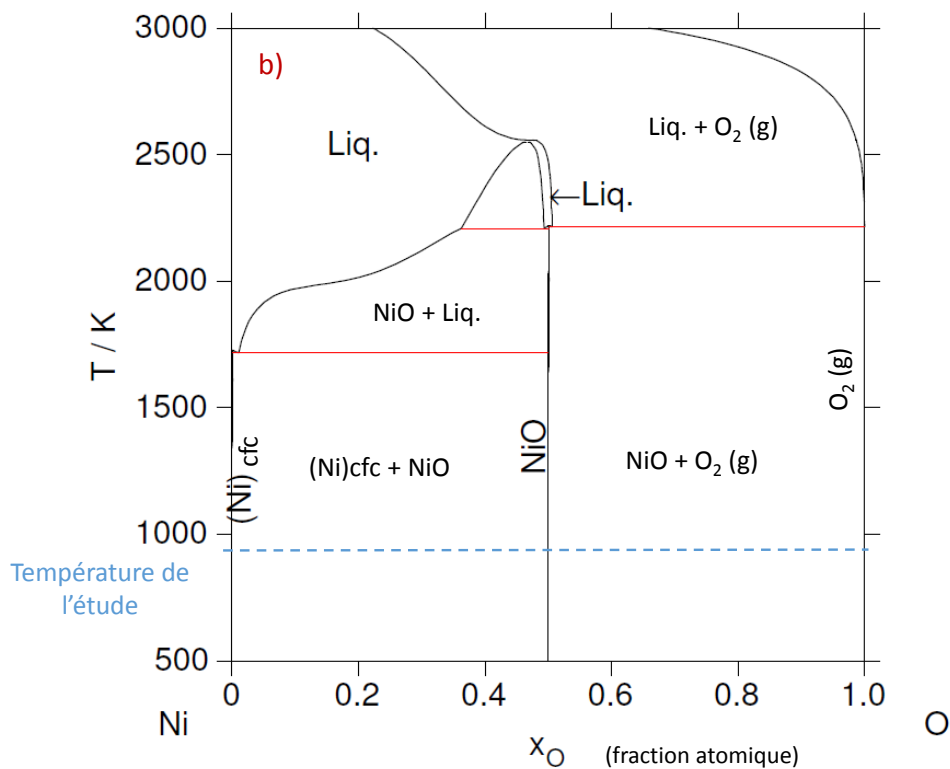 3000
b)
Liq. + O₂ (g)
Liq.
2500
Liq.
2000
NiO + Liq.
T / K
O₂ (g)
1500
(Ni) cfc
(Ni)cfc + NiO
NiO
NiO + O₂ (g)
1000
Température de
l’étude
500
0 0.2 0.4 0.6 0.8 1.0
Ni O
xO (fraction atomique)